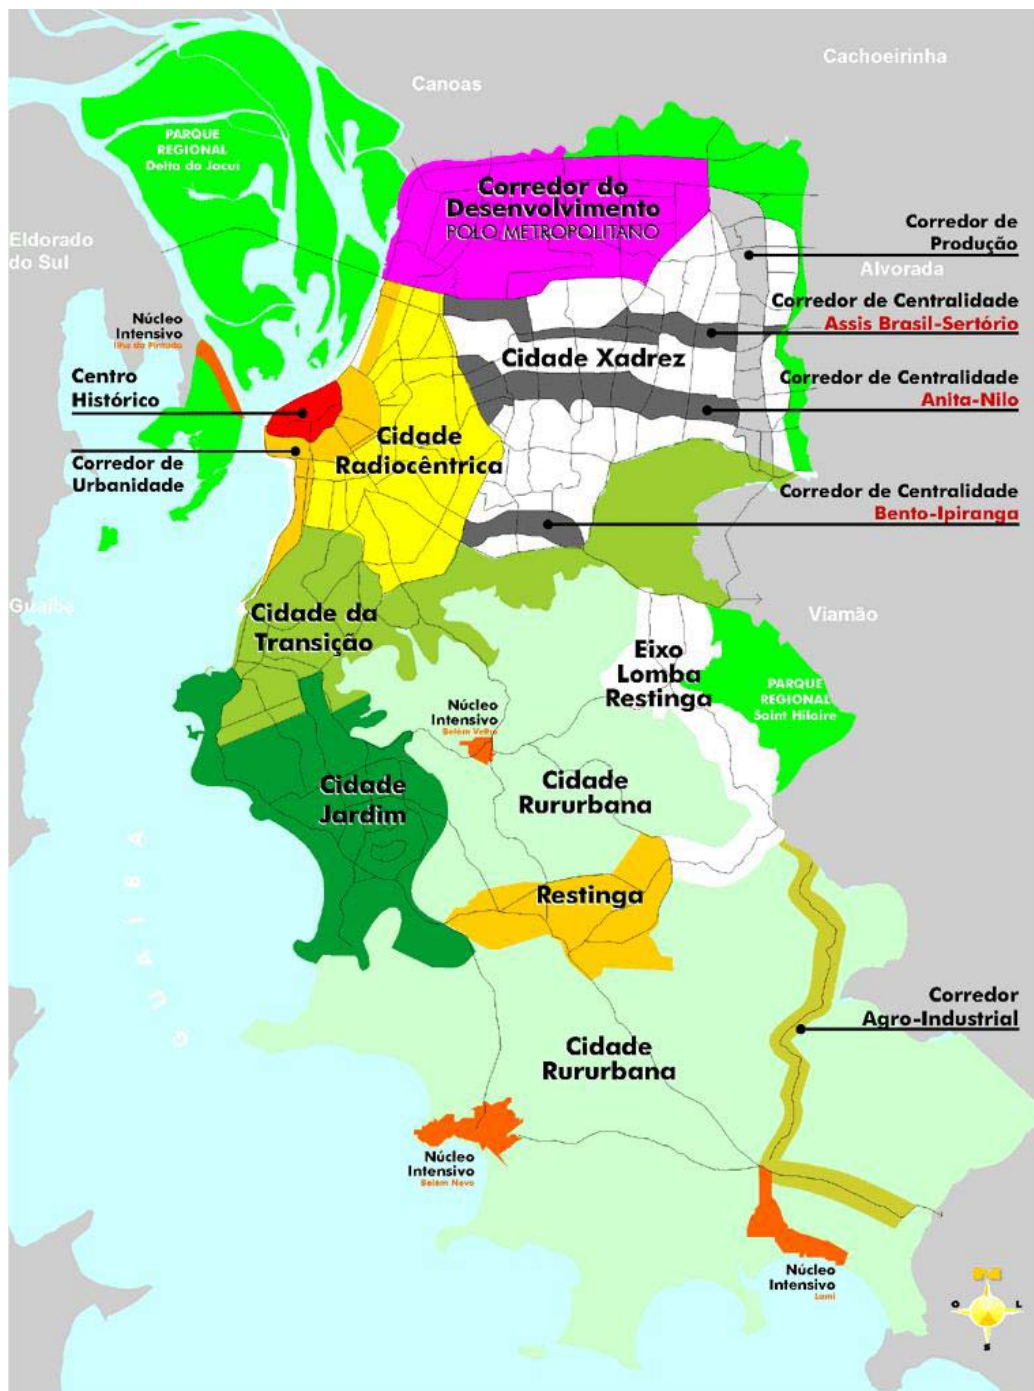 Cachoeirinha
Canoas
PARQUE
REGIONAL
Delta do Jacuí
Corredor do
Desenvolvimento
POLO METROPOLITANO
Corredor de
Produção
Eldorado
do Sul
Alvorada
Corredor de Centralidade
Assis Brasil-Sertório
Núcleo
Intensivo
Ilha da Pintada
Cidade Xadrez
Centro
Histórico
Corredor de Centralidade
Anita-Nilo
Cidade
Radiocêntrica
Corredor de
Urbanidade
Corredor de Centralidade
Bento-Ipiranga
Guaíba
Cidade da
Transição
Viamão
Eixo
Lomba
Restinga
PARQUE
REGIONAL
Saint Hilaire
Núcleo
Intensivo
Belém Velho
Cidade
Jardim
Cidade
Rururbana
GUAIBA
Restinga
Corredor
Agro-Industrial
Cidade
Rururbana
Núcleo
Intensivo
Belém Novo
Núcleo
Intensivo
Lami
N
O L
S